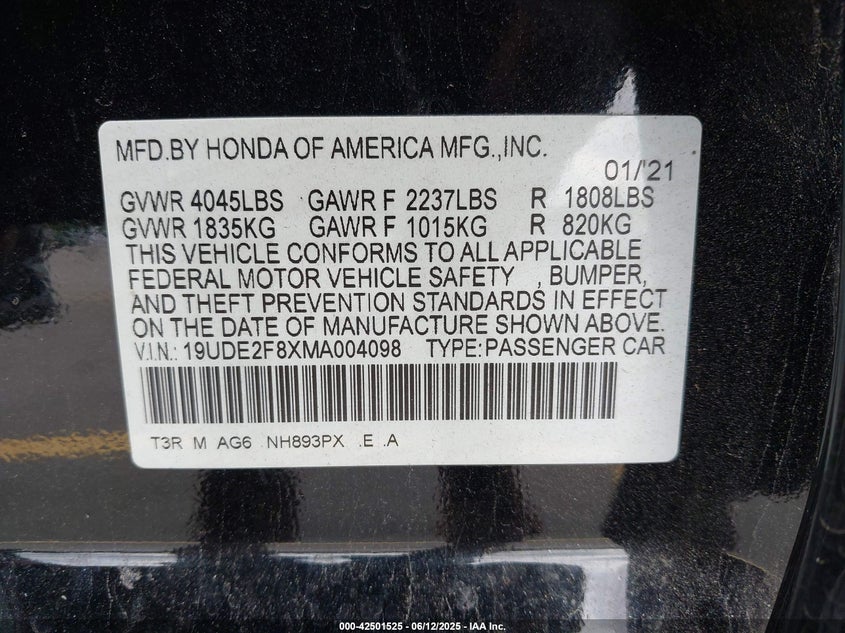 MFD.BY HONDA OF AMERICA MFG.,INC.
01/'21
GVWR 4045LBS GAWR F 2237LBS R 1808LBS
GVWR 1835KG GAWR F 1015KG R 820KG
THIS VEHICLE CONFORMS TO ALL APPLICABLE
FEDERAL MOTOR VEHICLE SAFETY , BUMPER,
AND THEFT PREVENTION STANDARDS IN EFFECT
ON THE DATE OF MANUFACTURE SHOWN ABOVE.
V.I.N.: 19UDE2F8XMA004098 TYPE:PASSENGER CAR
T3R M AG6 NH893PX .E .A
000-42501525 - 06/12/2025 - IAA Inc.